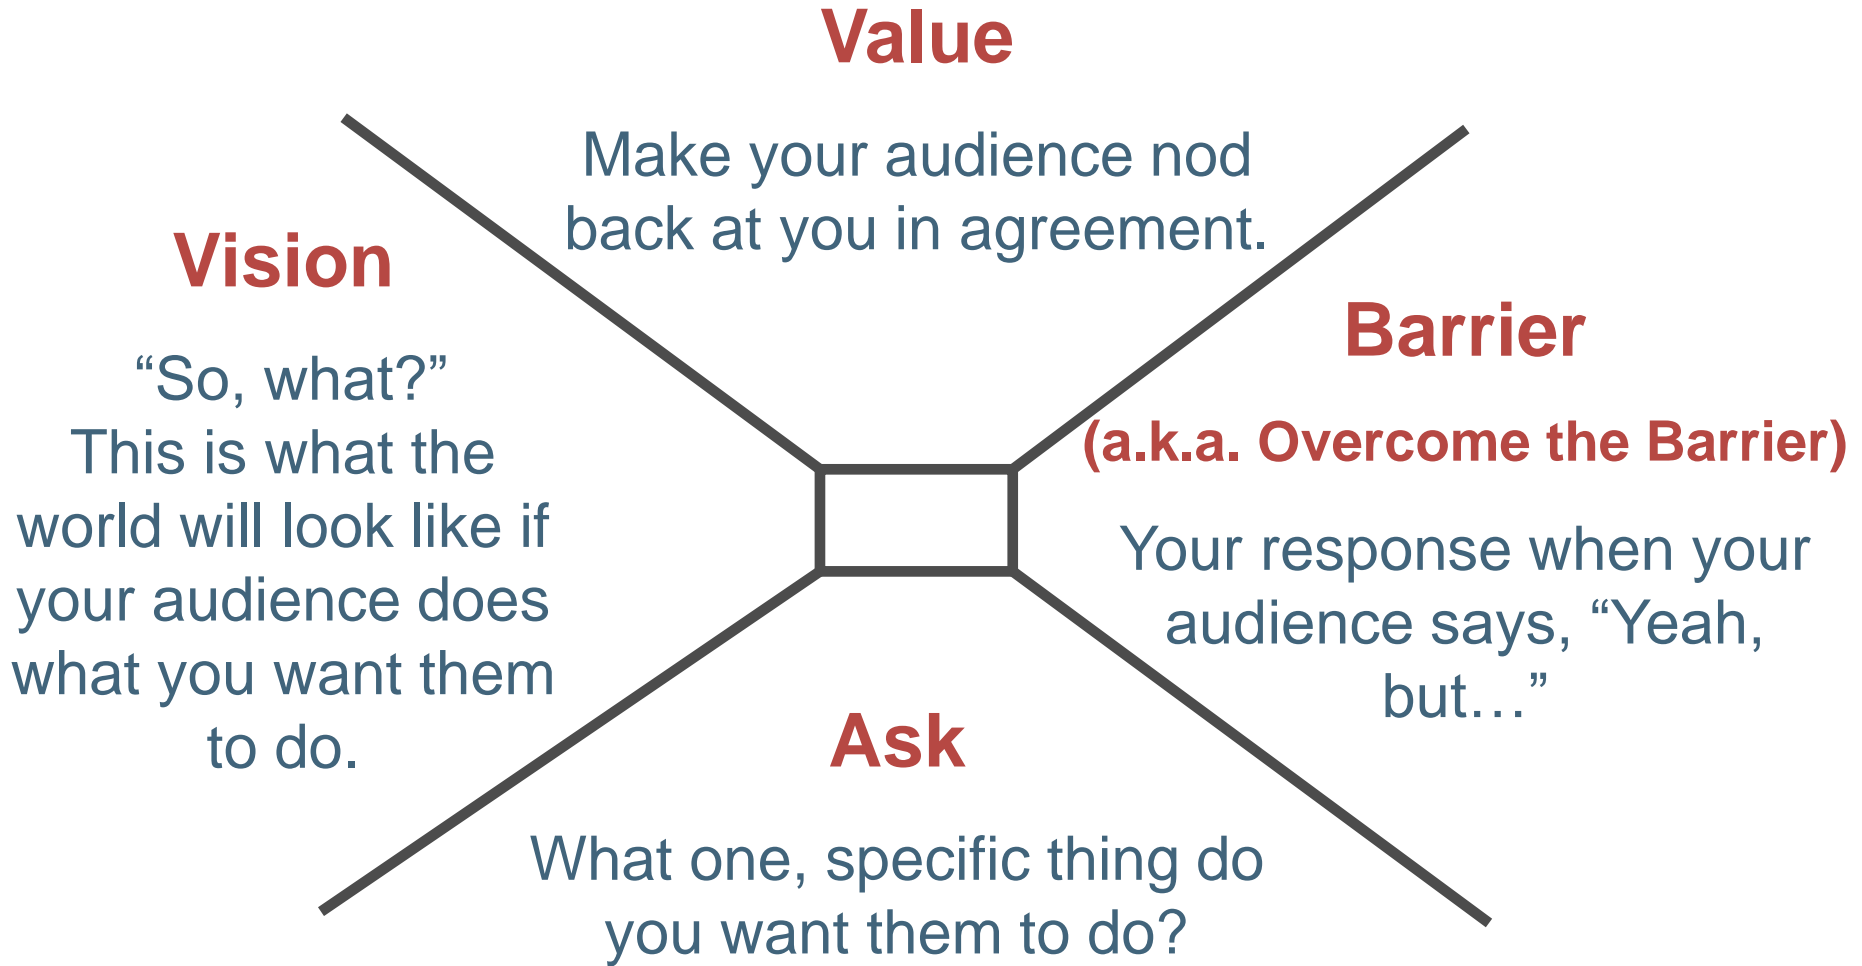 Value
Make your audience nod
back at you in agreement.
Vision
“So, what?”
This is what the
world will look like if
your audience does
what you want them
to do.
Barrier
(a.k.a. Overcome the Barrier)
Your response when your
audience says, “Yeah,
but…”
Ask
What one, specific thing do
you want them to do?